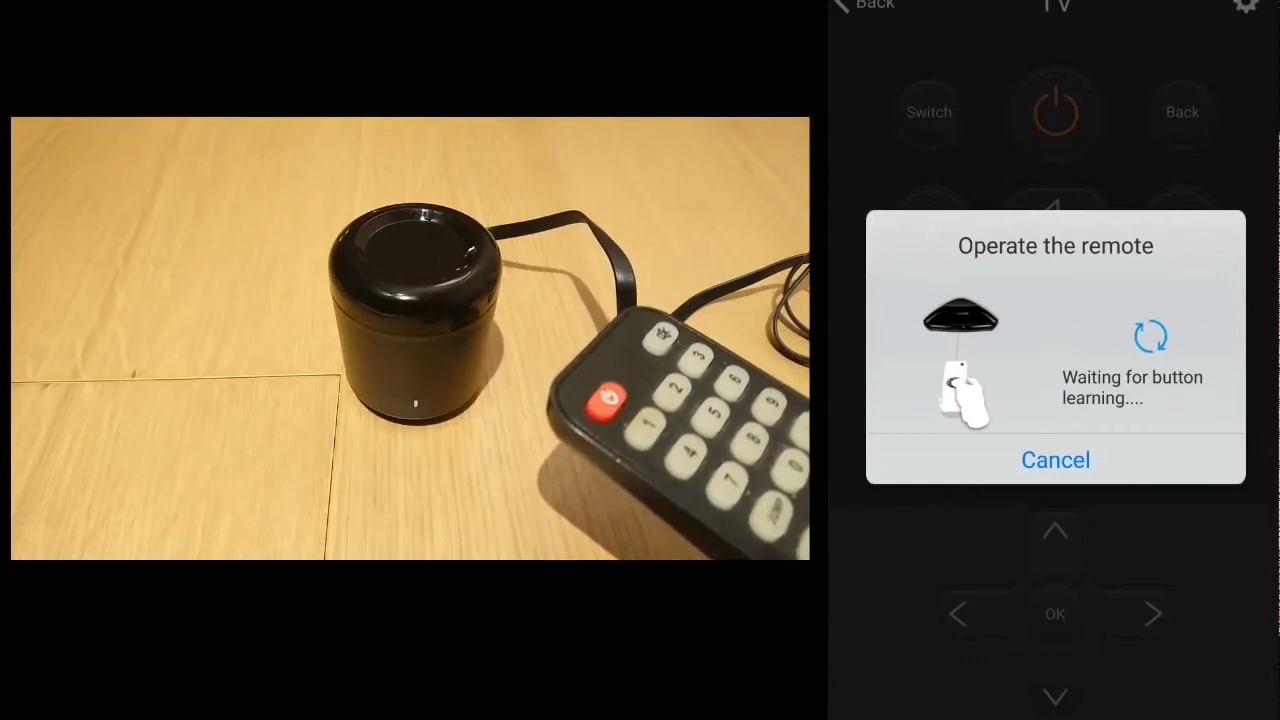 Back
TV
Switch
Back
Operate the remote
Waiting for button
learning....
Cancel
OK
3
6
9
2
5
8
0
1
4
7